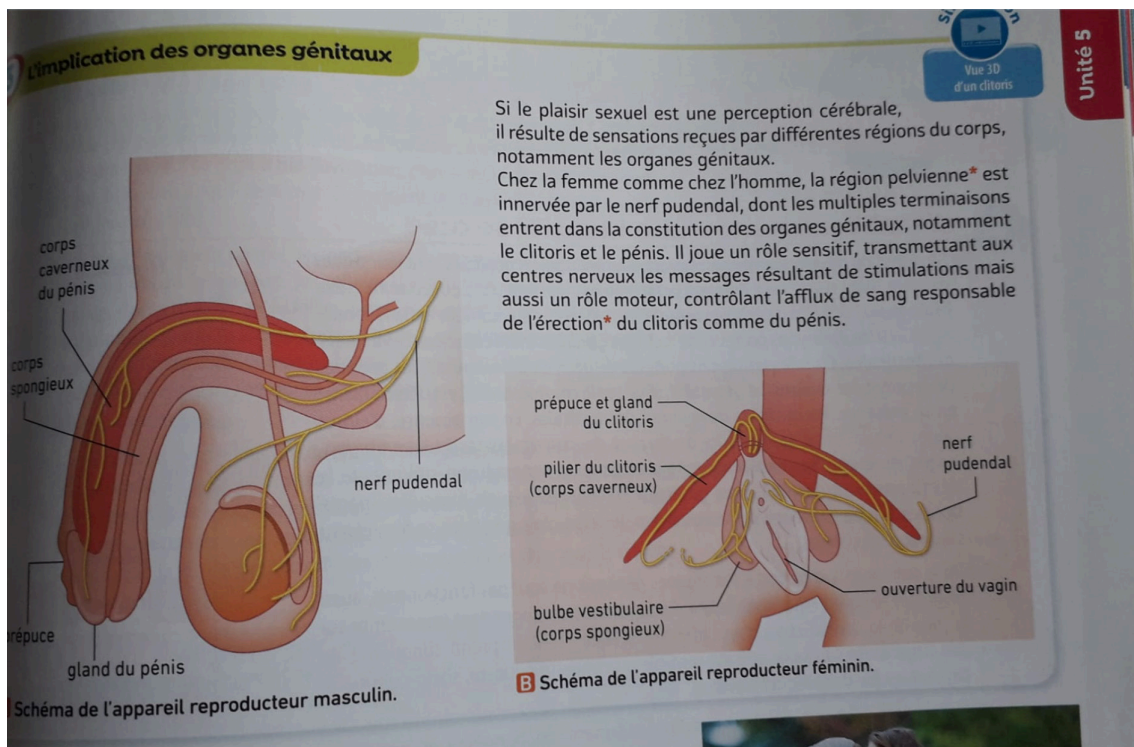 L'implication des organes génitaux
Vue 3D
d'un clitoris
Unité 5
Si le plaisir sexuel est une perception cérébrale,
il résulte de sensations reçues par différentes régions du corps,
notamment les organes génitaux.
Chez la femme comme chez l'homme, la région pelvienne* est
innervée par le nerf pudendal, dont les multiples terminaisons
entrent dans la constitution des organes génitaux, notamment
le clitoris et le pénis. Il joue un rôle sensitif, transmettant aux
centres nerveux les messages résultant de stimulations mais
aussi un rôle moteur, contrôlant l'afflux de sang responsable
de l'érection* du clitoris comme du pénis.
corps
caverneux
du pénis
corps
spongieux
nerf pudendal
gland du pénis
Schéma de l'appareil reproducteur masculin.
prépuce et gland
du clitoris
pilier du clitoris
(corps caverneux)
nerf
pudendal
bulbe vestibulaire
(corps spongieux)
ouverture du vagin
B Schéma de l'appareil reproducteur féminin.